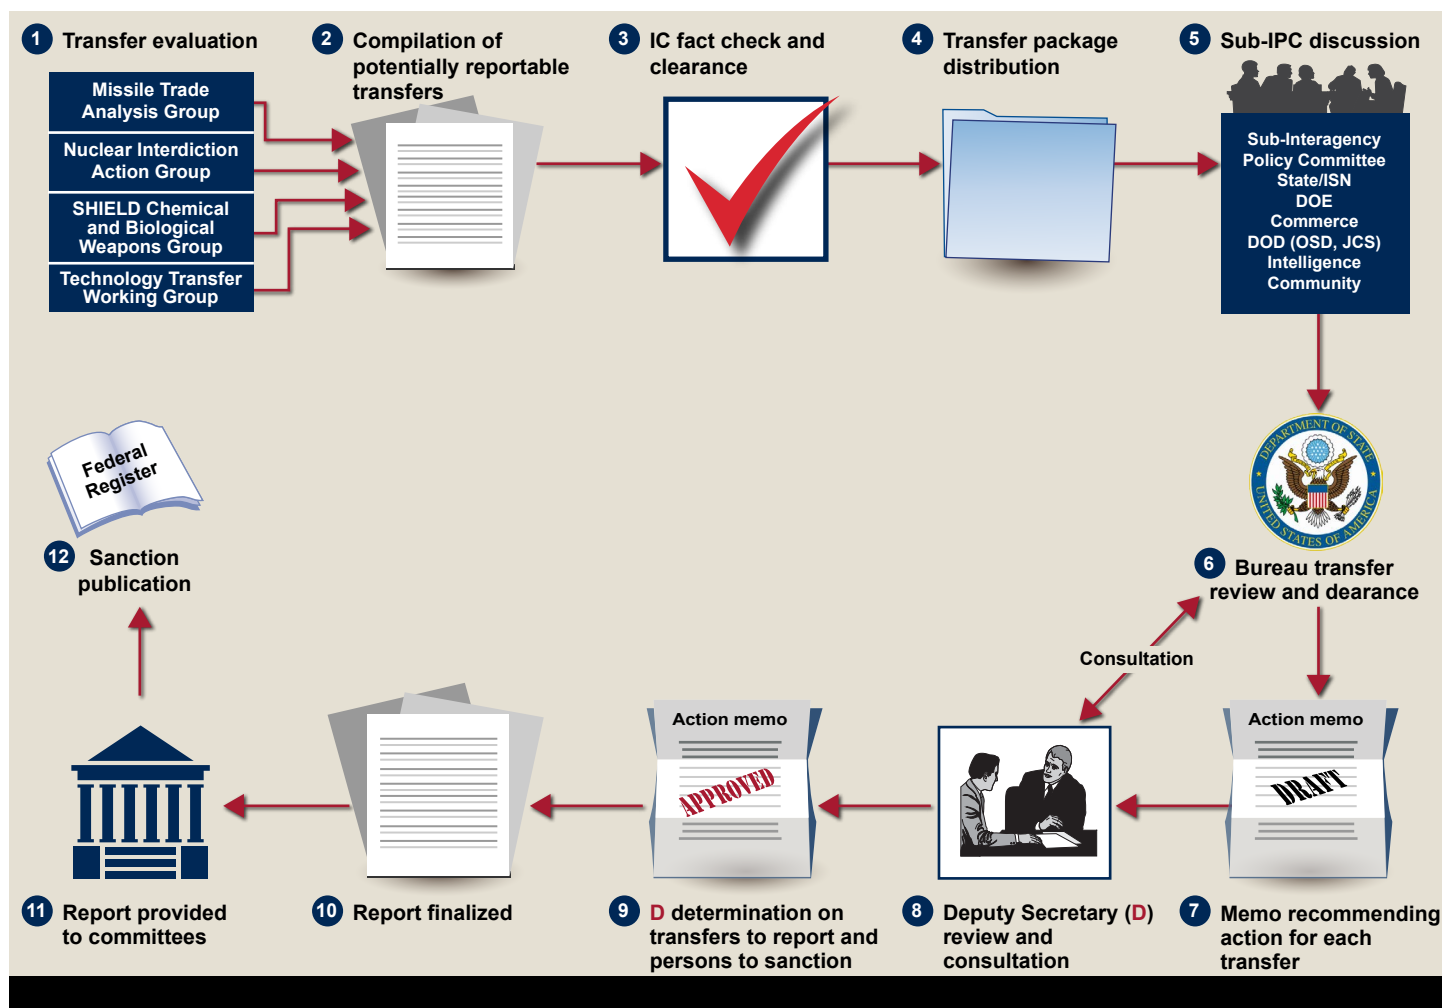 1 Transfer evaluation
Missile Trade
Analysis Group
Nuclear Interdiction
Action Group
SHIELD Chemical
and Biological
Weapons Group
Technology Transfer
Working Group
2 Compilation of
potentially reportable
transfers
3 IC fact check and
clearance
4 Transfer package
distribution
5 Sub-IPC discussion
Sub-Interagency
Policy Committee
State/ISN
DOE
Commerce
DOD (OSD, JCS)
Intelligence
Community
DEPARTMENT OF STATE
UNITED STATES OF AMERICA
6 Bureau transfer
review and dearance
Consultation
Action memo
DRAFT
7 Memo recommending
action for each
transfer
8 Deputy Secretary (D)
review and
consultation
Action memo
APPROVED
9 D determination on
transfers to report and
persons to sanction
10 Report finalized
11 Report provided
to committees
Federal
Register
12 Sanction
publication